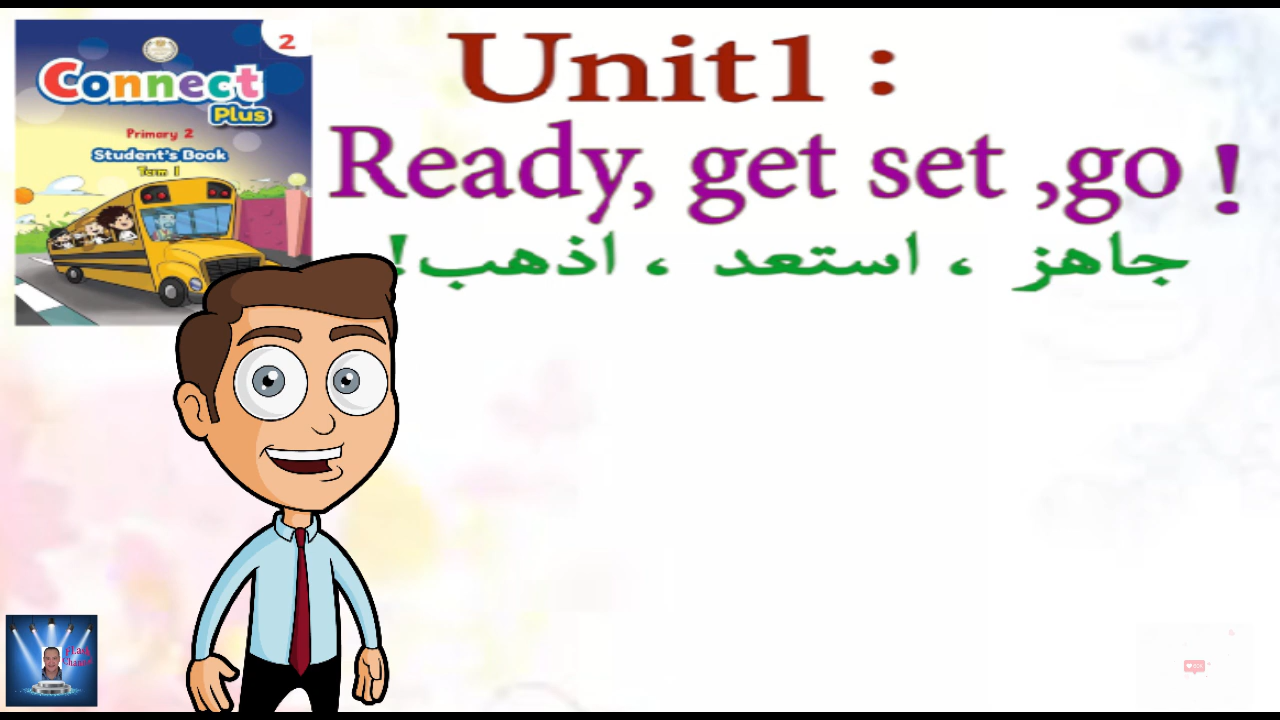 2
Connect
Plus
Primary 2
Student's Book
Term 1
Unit1 :
Ready, get set ,go !
جاهز ، استعد ، اذهب!